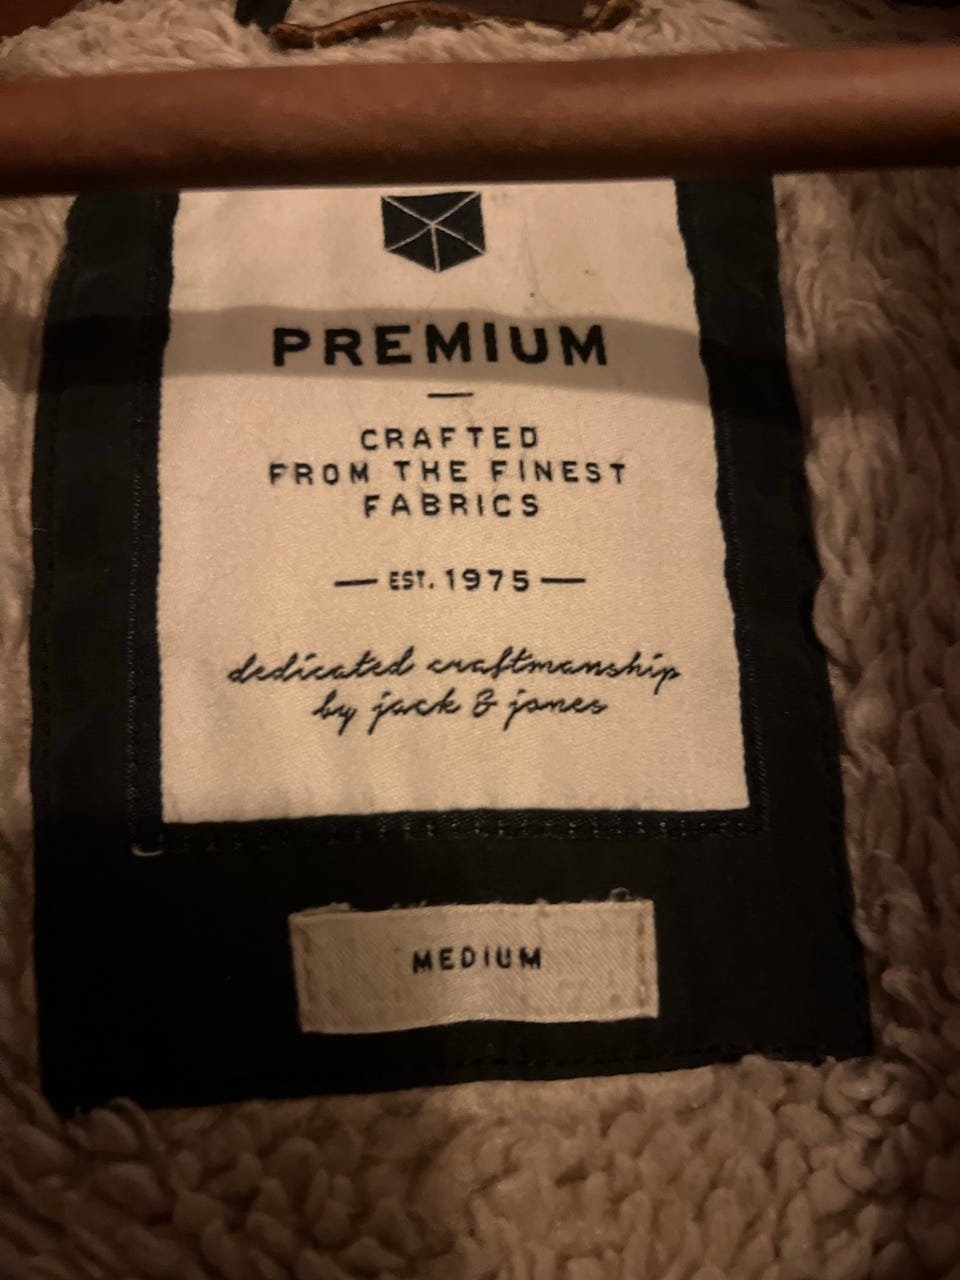 PREMIUM
CRAFTED
FROM THE FINEST
FABRICS
EST. 1975
dedicated craftmanship
by jack & jones
MEDIUM